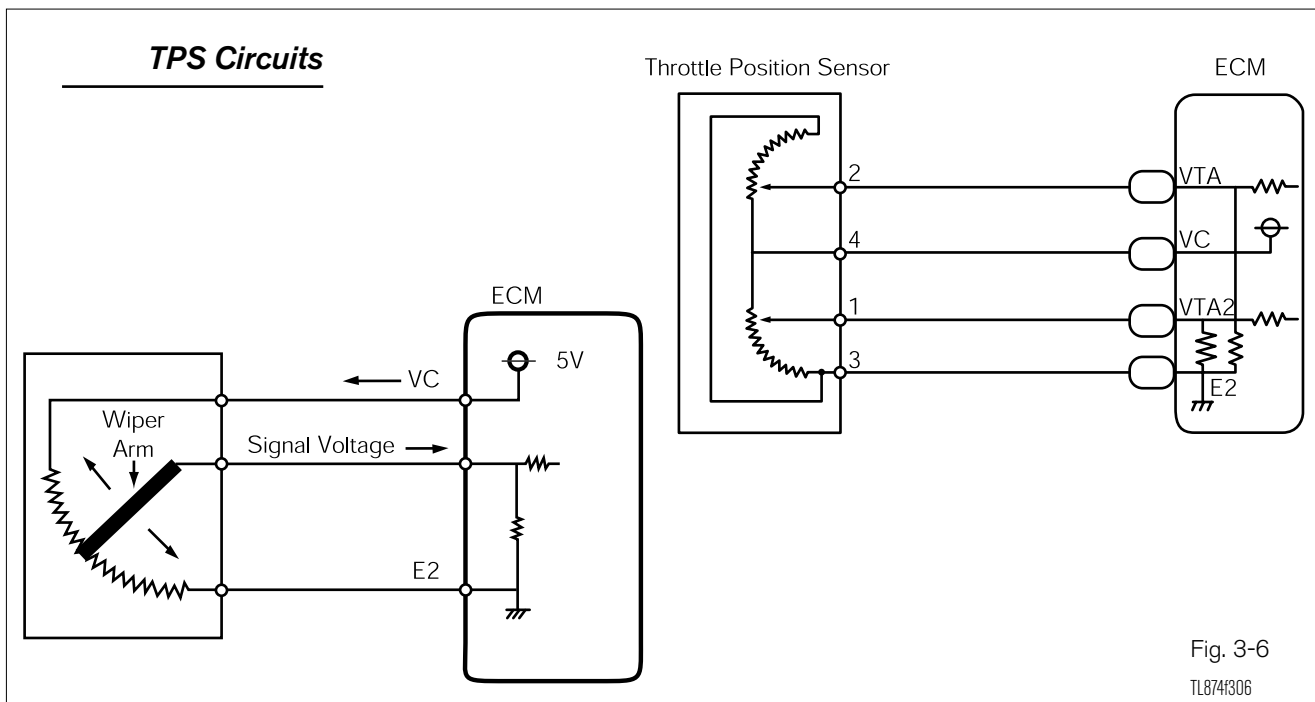 TPS Circuits
Throttle Position Sensor
ECM
2
VTA
4
VC
1
VTA2
3
E2
ECM
5V
VC
Wiper
Arm
Signal Voltage
E2
Fig. 3-6
TL874f306